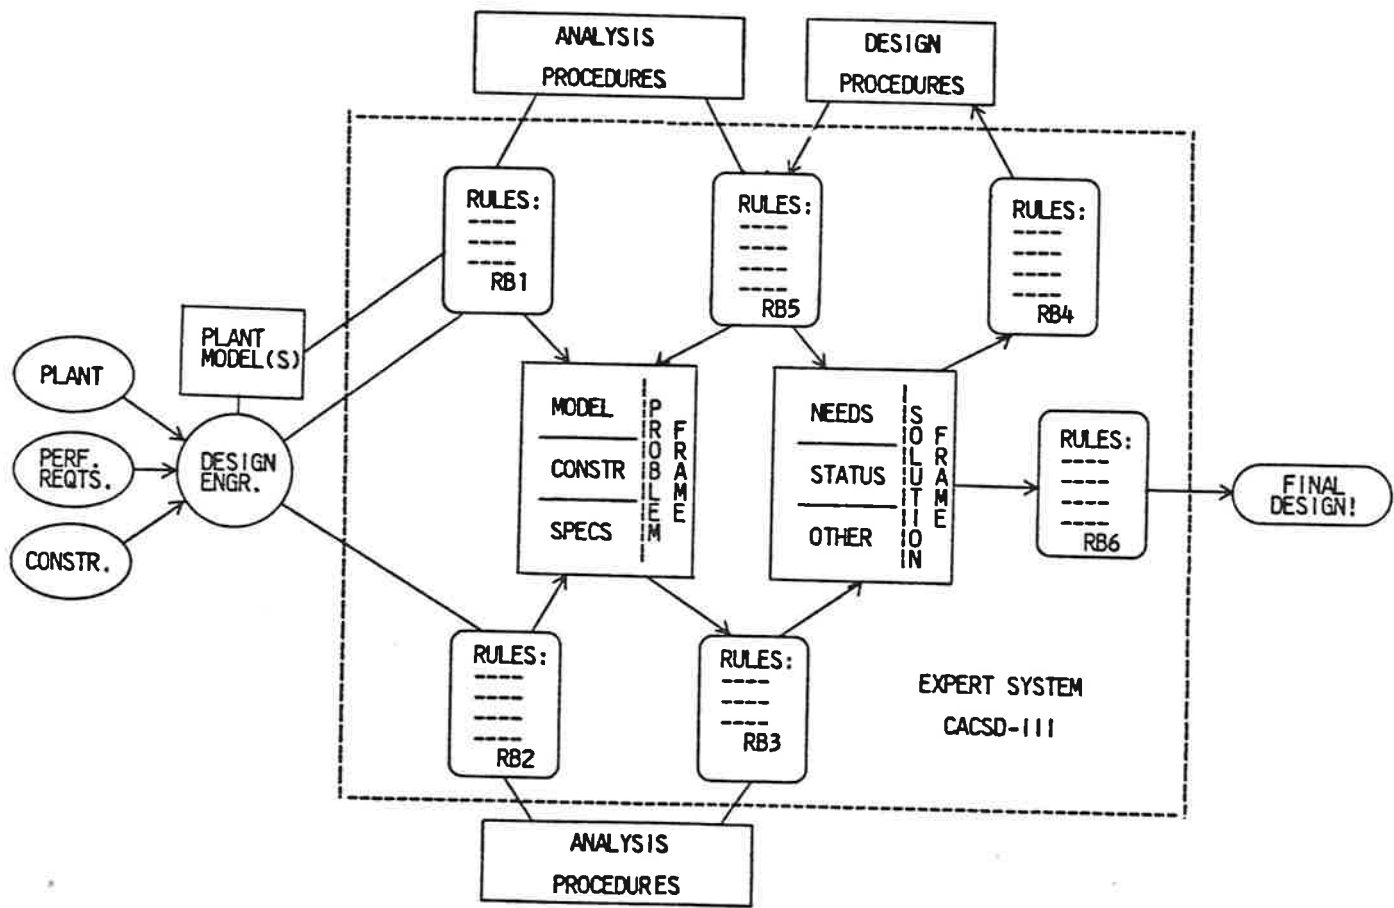 ANALYSIS
PROCEDURES
DESIGN
PROCEDURES
RULES:
RB1
RULES:
RB5
RULES:
RB4
PLANT
MODEL(S)
PLANT
PERF.
REQTS.
CONSTR.
DESIGN
ENGR.
MODEL
CONSTR
SPECS
PROBLEM
FRAME
NEEDS
STATUS
OTHER
SOLUTION
FRAME
RULES:
RB6
FINAL
DESIGN!
RULES:
RB2
RULES:
RB3
EXPERT SYSTEM
CACSD-III
ANALYSIS
PROCEDURES